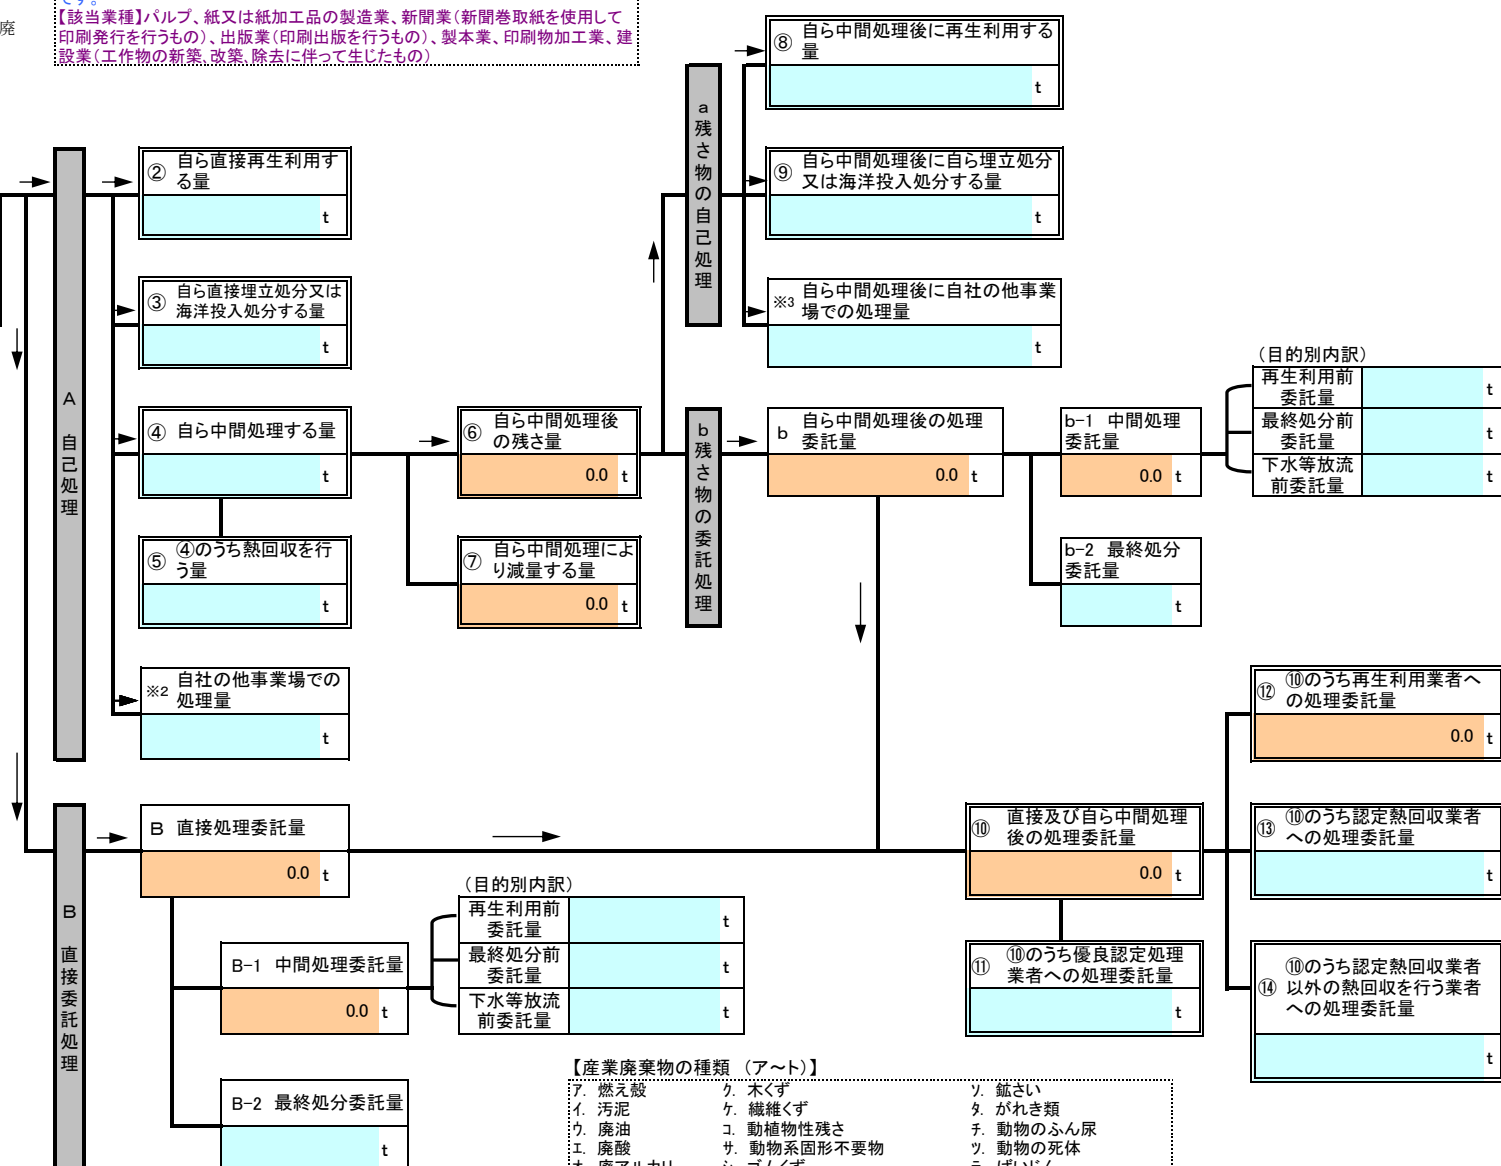 です。
【該当業種】パルプ、紙又は紙加工品の製造業、新聞業(新聞巻取紙を使用して
印刷発行を行うもの)、出版業(印刷出版を行うもの)、製本業、印刷物加工業、建
設業(工作物の新築、改築、除去に伴って生じたもの)
廃
⑧ 自ら中間処理後に再生利用する
量
t
a 残さ物の自己処理
② 自ら直接再生利用す
る量
t
⑨ 自ら中間処理後に自ら埋立処分
又は海洋投入処分する量
t
③ 自ら直接埋立処分又は
海洋投入処分する量
t
※3 自ら中間処理後に自社の他事業
場での処理量
t
A 自己処理
④ 自ら中間処理する量
t
⑥ 自ら中間処理後
の残さ量
0.0 t
b 残さ物の委託処理
b 自ら中間処理後の処理
委託量
0.0 t
b-1 中間処理
委託量
0.0 t
(目的別内訳)
再生利用前
委託量
t
最終処分前
委託量
t
下水等放流
前委託量
t
⑤ ④のうち熱回収を行
う量
t
⑦ 自ら中間処理によ
り減量する量
0.0 t
b-2 最終処分
委託量
t
※2 自社の他事業場での
処理量
t
⑫ ⑩のうち再生利用業者へ
の処理委託量
0.0 t
B 直接委託処理
B 直接処理委託量
0.0 t
⑩ 直接及び自ら中間処理
後の処理委託量
0.0 t
⑬ ⑩のうち認定熱回収業者
への処理委託量
t
(目的別内訳)
再生利用前
委託量
t
最終処分前
委託量
t
下水等放流
前委託量
t
B-1 中間処理委託量
0.0 t
⑪ ⑩のうち優良認定処理
業者への処理委託量
t
⑭ ⑩のうち認定熱回収業者
以外の熱回収を行う業者
への処理委託量
t
B-2 最終処分委託量
t
【産業廃棄物の種類 (ア～ト)】
ア. 燃え殻 ク. 木くず ソ. 鉱さい
イ. 汚泥 ケ. 繊維くず タ. がれき類
ウ. 廃油 コ. 動植物性残さ チ. 動物のふん尿
エ. 廃酸 サ. 動物系固形不要物 ツ. 動物の死体
オ. 廃アルカリ シ. ゴムくず テ. ばいじん